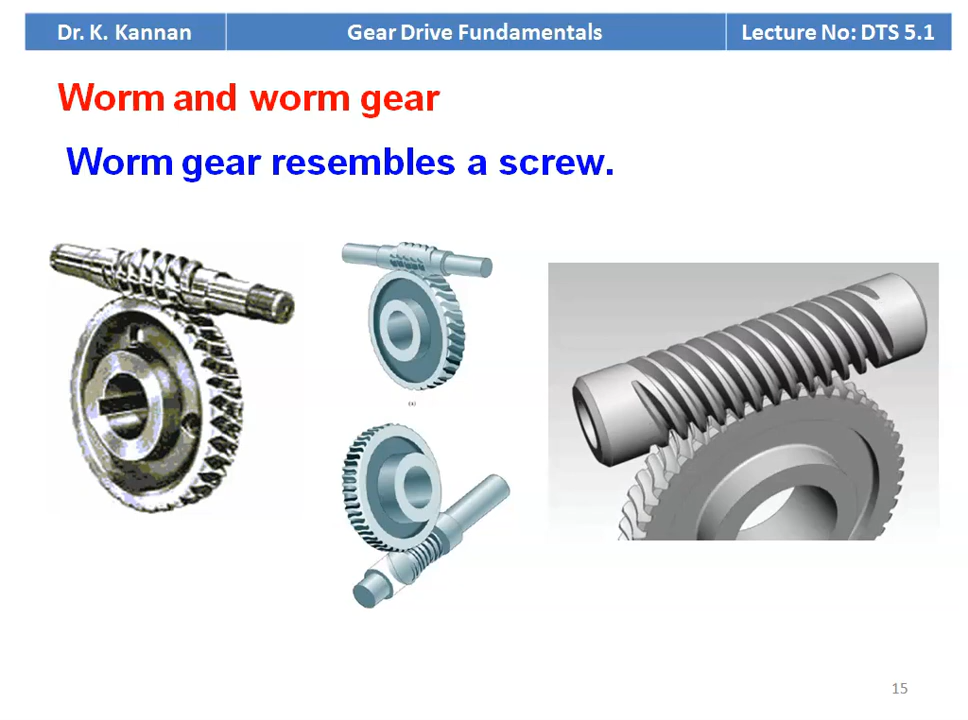 Dr. K. Kannan
Gear Drive Fundamentals
Lecture No: DTS 5.1
Worm and worm gear
Worm gear resembles a screw.
(a)
15